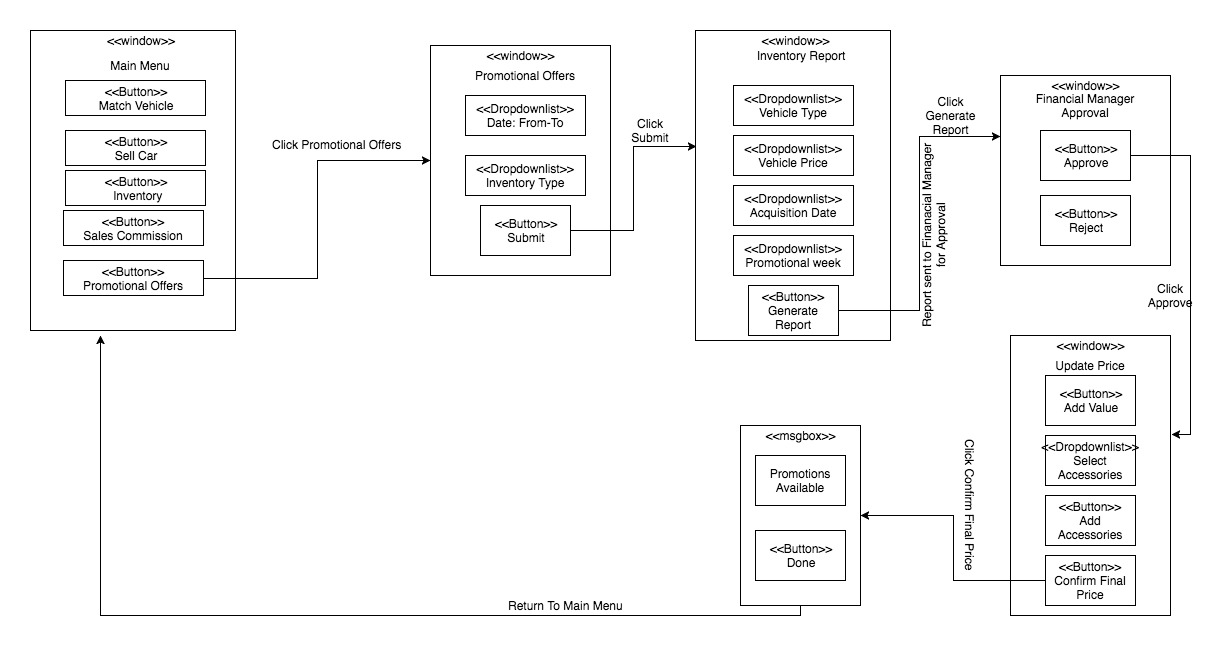 <<window>>
Main Menu
<<Button>>
Match Vehicle
<<Button>>
Sell Car
<<Button>>
Inventory
<<Button>>
Sales Commission
<<Button>>
Promotional Offers
Click Promotional Offers
<<window>>
Promotional Offers
<<Dropdownlist>>
Date: From-To
<<Dropdownlist>>
Inventory Type
<<Button>>
Submit
Click
Submit
<<window>>
Inventory Report
<<Dropdownlist>>
Vehicle Type
<<Dropdownlist>>
Vehicle Price
<<Dropdownlist>>
Acquisition Date
<<Dropdownlist>>
Promotional week
<<Button>>
Generate
Report
Click
Generate
Report
Report sent to Finanacial Manager
for Approval
<<window>>
Financial Manager
Approval
<<Button>>
Approve
<<Button>>
Reject
Click
Approve
<<window>>
Update Price
<<Button>>
Add Value
<<Dropdownlist>>
Select
Accessories
<<Button>>
Add
Accessories
<<Button>>
Confirm Final
Price
Click Confirm Final Price
<<msgbox>>
Promotions
Available
<<Button>>
Done
Return To Main Menu